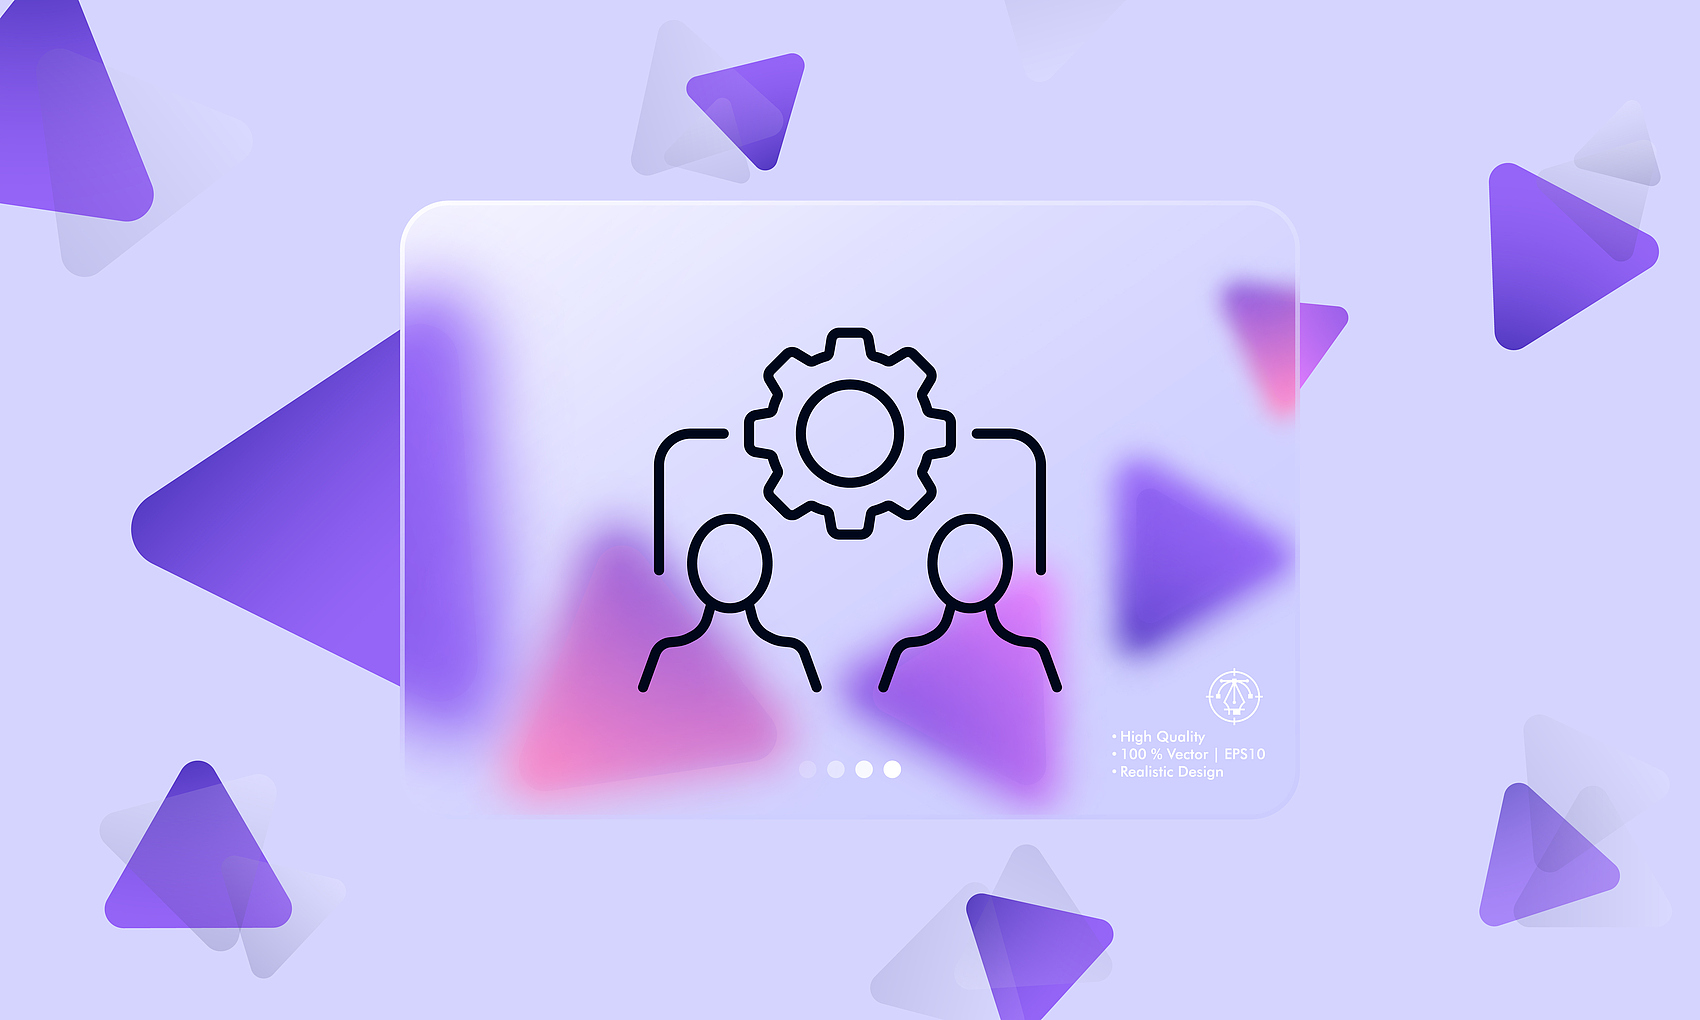 • High Quality
• 100 % Vector | EPS10
• Realistic Design